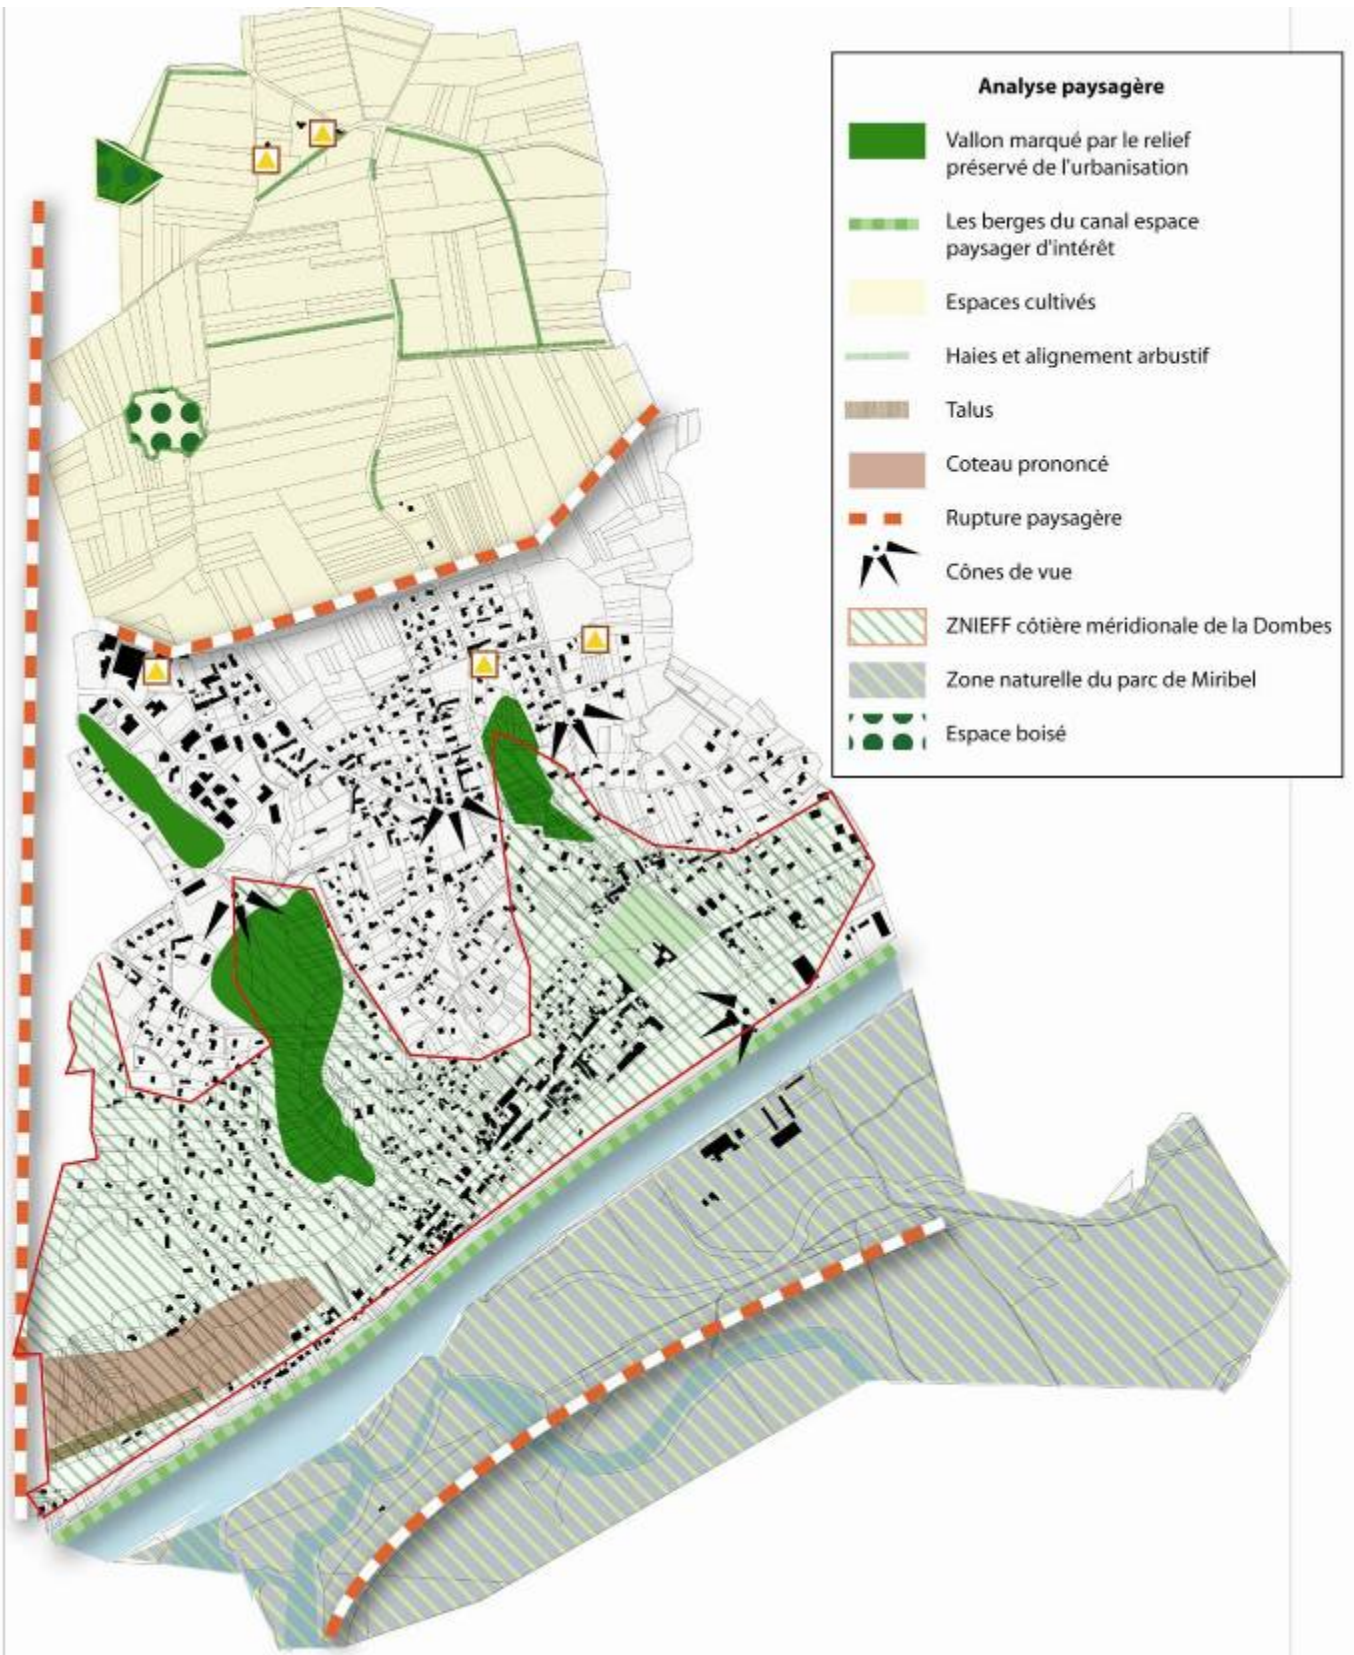 Analyse paysagère
Vallon marqué par le relief
préservé de l'urbanisation
Les berges du canal espace
paysager d'intérêt
Espaces cultivés
Haies et alignement arbustif
Talus
Coteau prononcé
Rupture paysagère
Cônes de vue
ZNIEFF côtière méridionale de la Dombes
Zone naturelle du parc de Miribel
Espace boisé